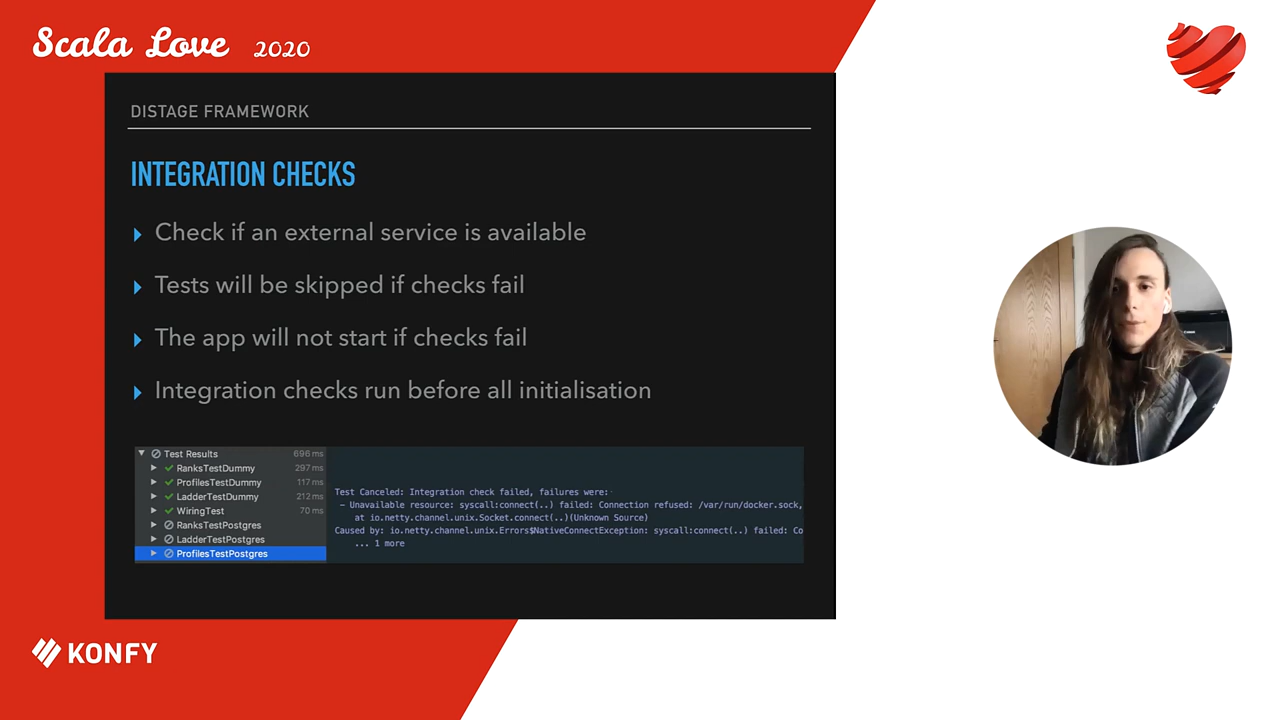 Scala Love 2020
DISTAGE FRAMEWORK
INTEGRATION CHECKS
Check if an external service is available
Tests will be skipped if checks fail
The app will not start if checks fail
Integration checks run before all initialisation
Test Results 696 ms
RanksTestDummy 297 ms
ProfilesTestDummy 117 ms
LadderTestDummy 212 ms
WiringTest 70 ms
RanksTestPostgres
LadderTestPostgres
ProfilesTestPostgres
Test Canceled: Integration check failed, failures were:
- Unavailable resource: syscall:connect(..) failed: Connection refused: /var/run/docker.sock,
at io.netty.channel.unix.Socket.connect(..)(Unknown Source)
Caused by: io.netty.channel.unix.Errors$NativeConnectException: syscall:connect(..) failed: Co
... 1 more
KONFY
Canon